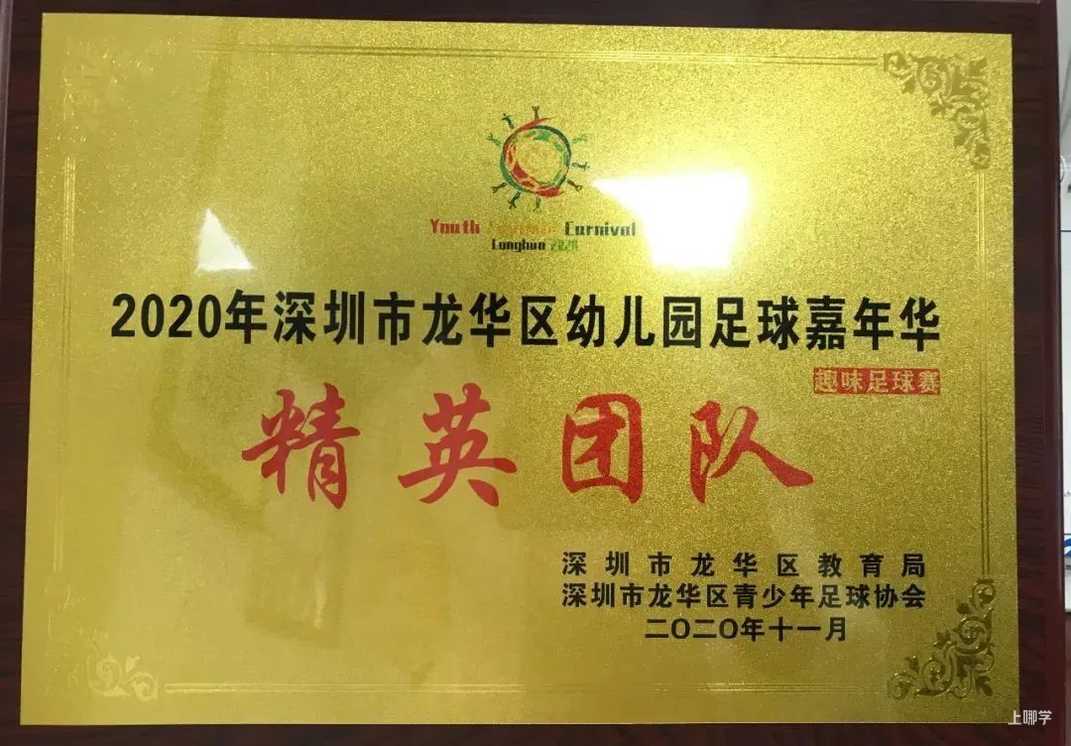 Youth Carnival
Longhua 2020
2020年深圳市龙华区幼儿园足球嘉年华
趣味足球赛
精英团队
深圳市龙华区教育局
深圳市龙华区青少年足球协会
二〇二〇年十一月
上哪学